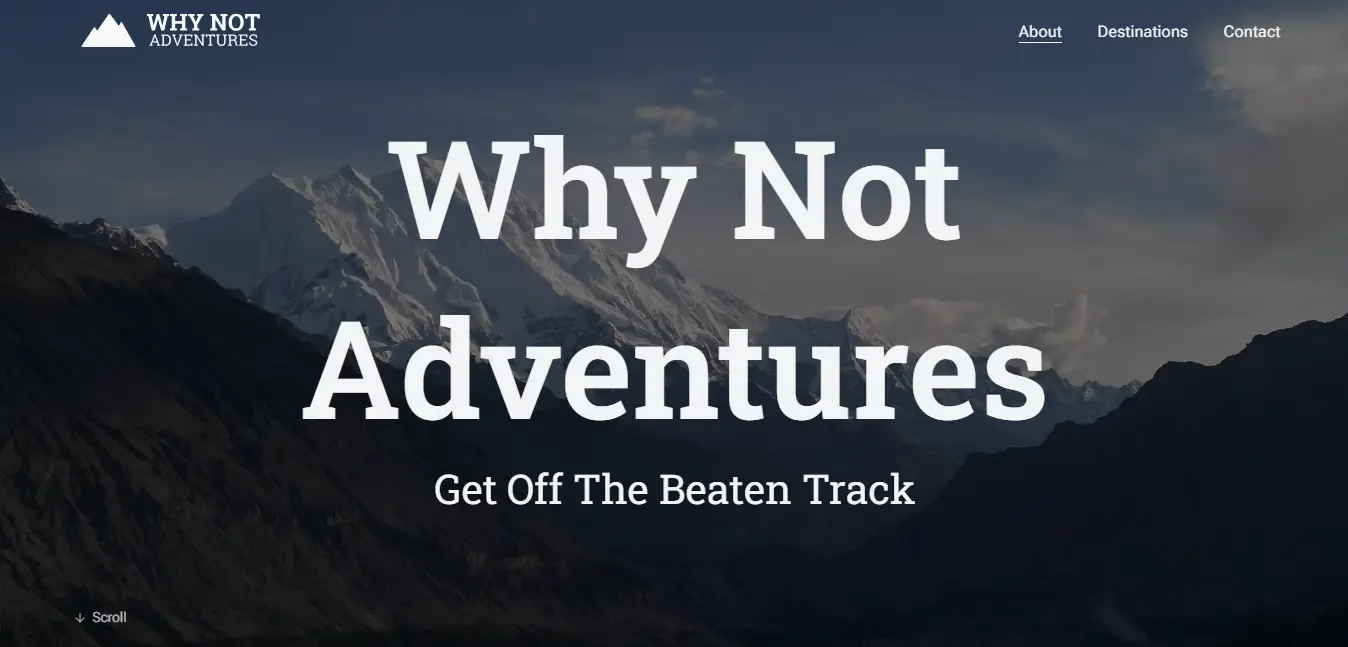 WHY NOT
ADVENTURES
About Destinations Contact
Why Not
Adventures
Get Off The Beaten Track
Scroll